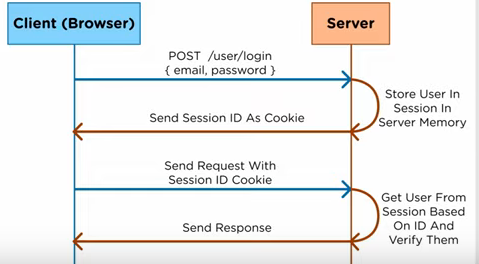 Client (Browser)
Server
POST /user/login
{ email, password }
Store User In
Session In
Server Memory
Send Session ID As Cookie
Send Request With
Session ID Cookie
Get User From
Session Based
On ID And
Verify Them
Send Response